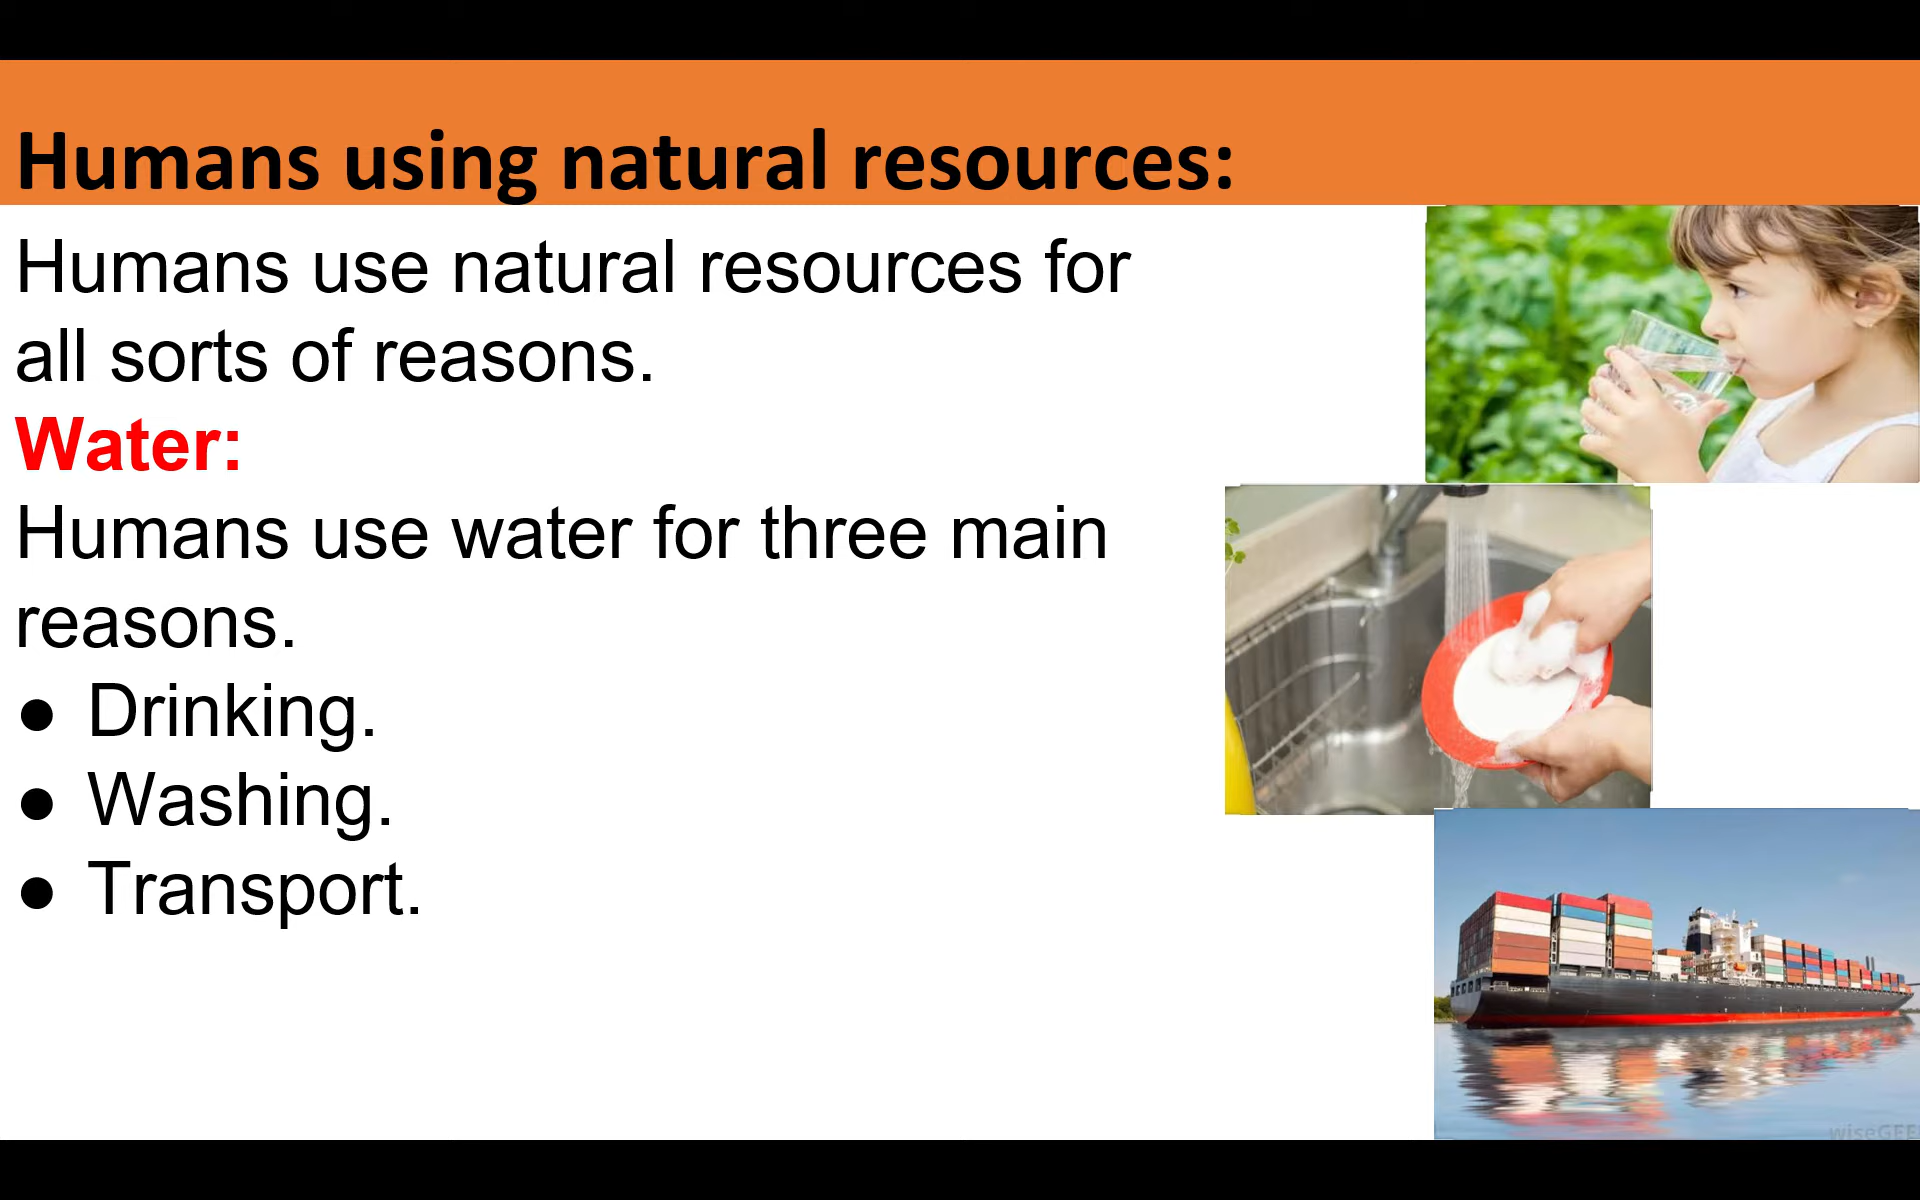 Humans using natural resources:
Humans use natural resources for
all sorts of reasons.
Water:
Humans use water for three main
reasons.
● Drinking.
● Washing.
● Transport.